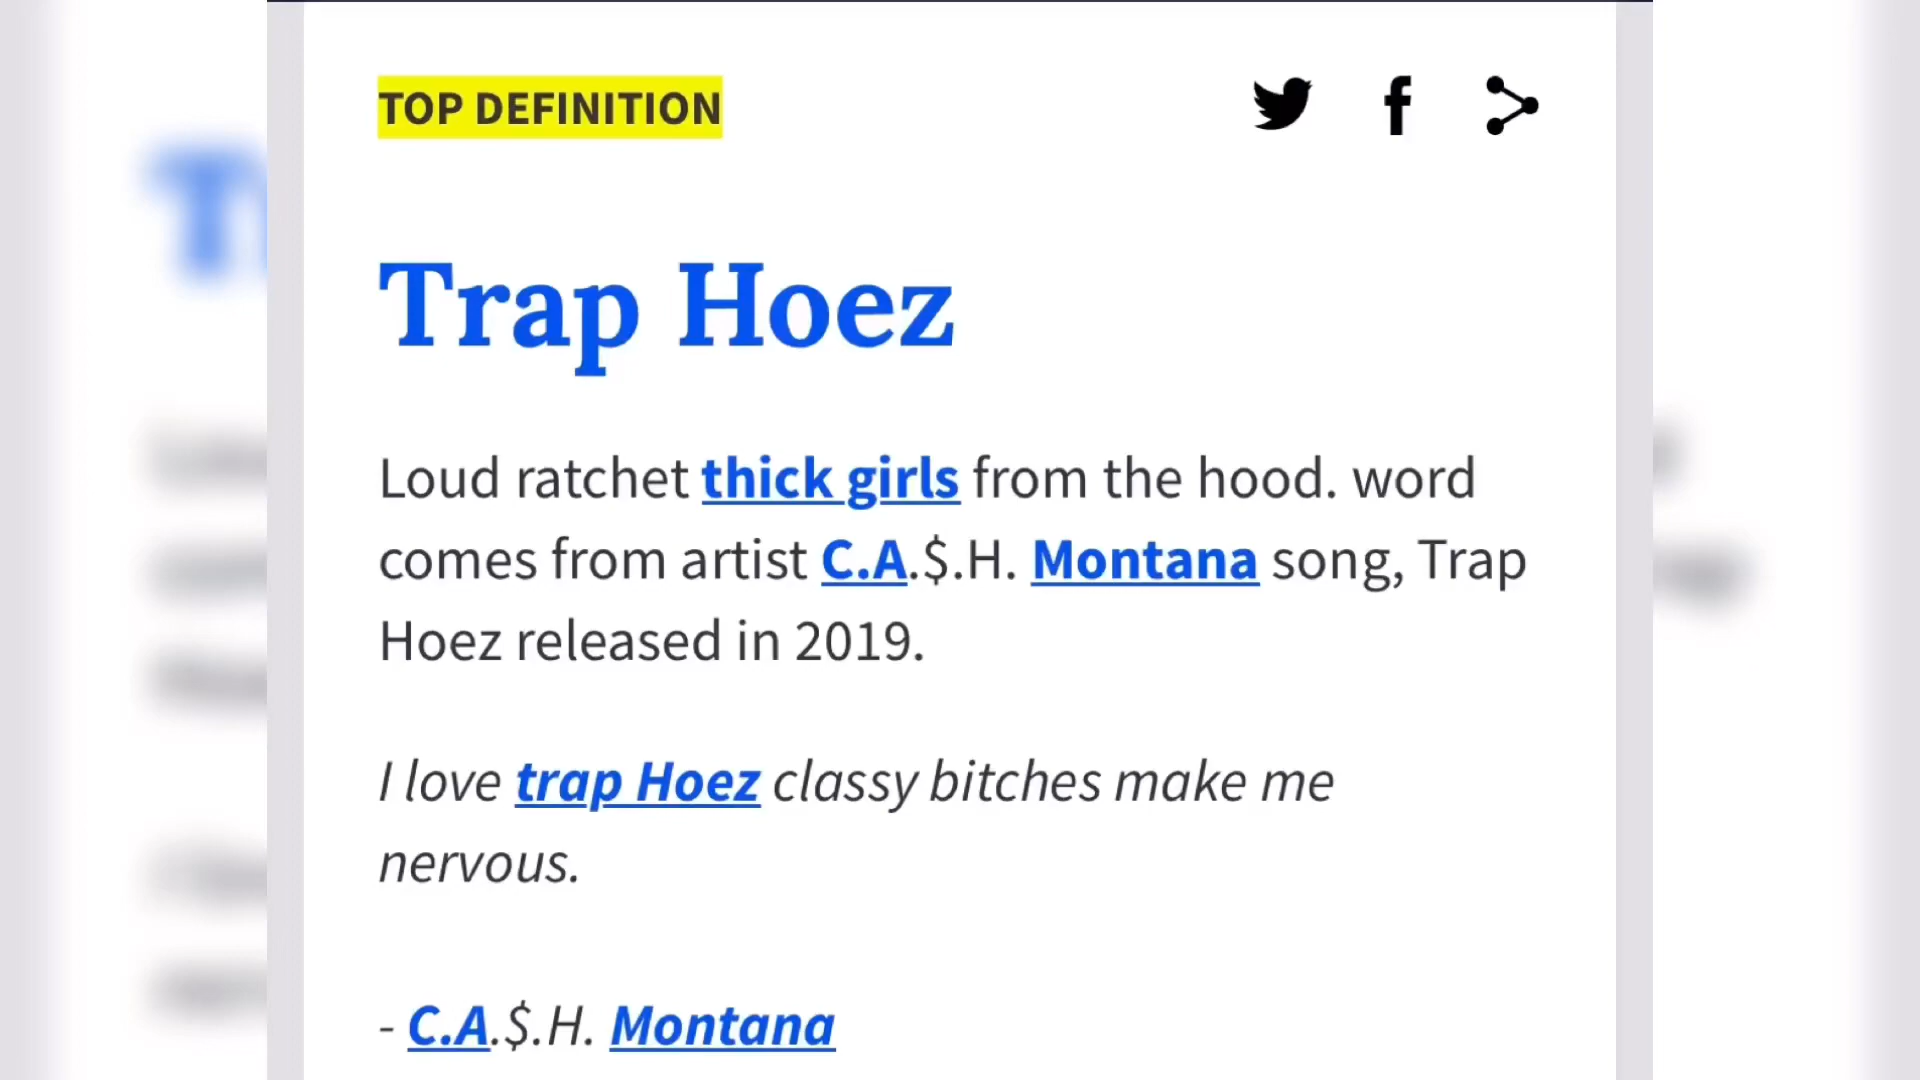 TOP DEFINITION
Trap Hoez
Loud ratchet thick girls from the hood. word
comes from artist C.A.$.H. Montana song, Trap
Hoez released in 2019.
I love trap Hoez classy bitches make me
nervous.
- C.A.$.H. Montana